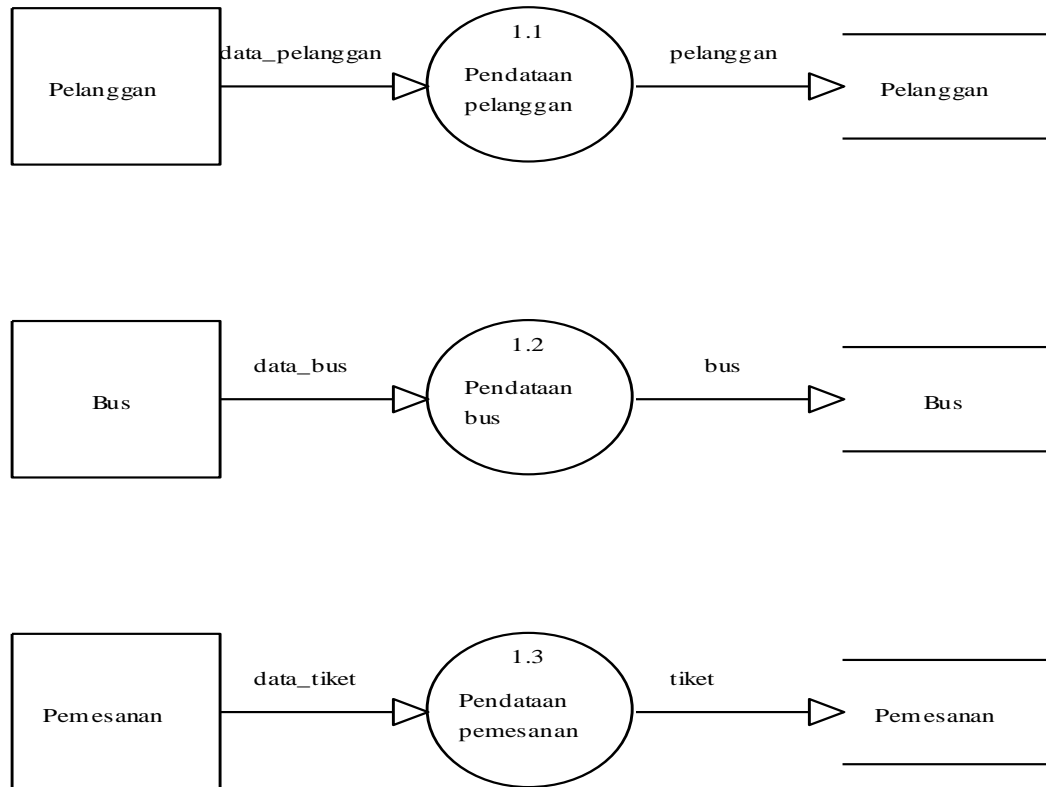 1.1
data_pelanggan
pelanggan
Pelanggan
Pendataan
pelanggan
Pelanggan
1.2
data_bus
bus
Bus
Pendataan
bus
Bus
1.3
data_tiket
tiket
Pemesanan
Pendataan
pemesanan
Pemesanan